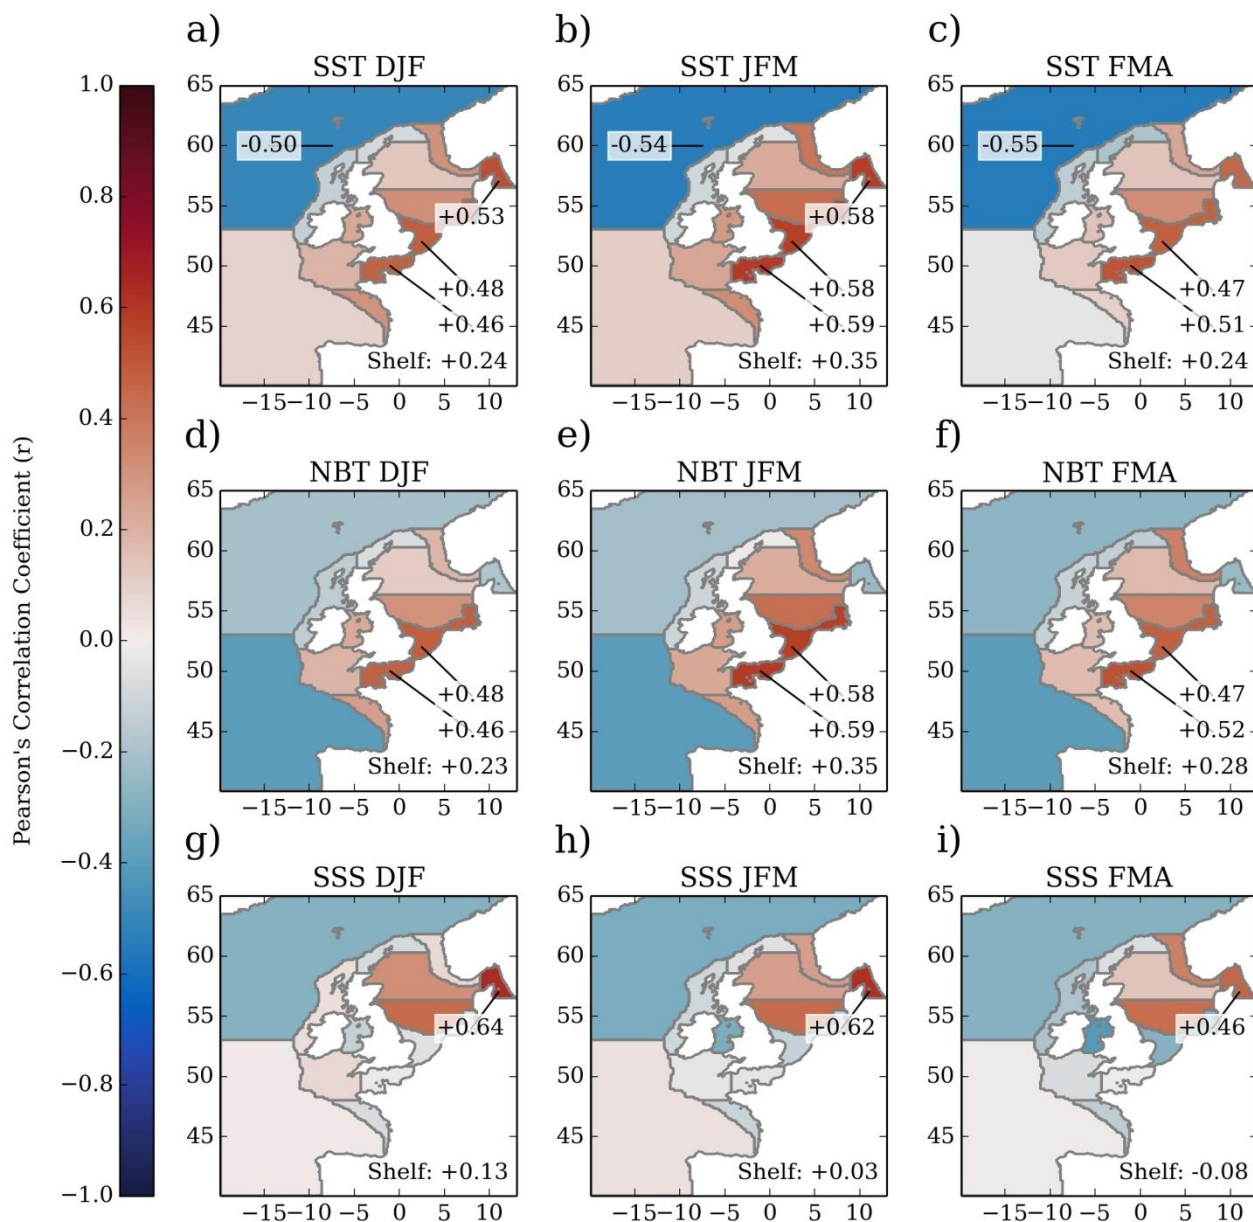 Pearson's Correlation Coefficient (r)
1.0
0.8
0.6
0.4
0.2
0.0
−0.2
−0.4
−0.6
−0.8
−1.0
a)
SST DJF
65
60
55
50
45
-0.50
+0.53
+0.48
+0.46
Shelf: +0.24
−15 −10 −5 0 5 10
b)
SST JFM
65
60
55
50
45
-0.54
+0.58
+0.58
+0.59
Shelf: +0.35
−15 −10 −5 0 5 10
c)
SST FMA
65
60
55
50
45
-0.55
+0.47
+0.51
Shelf: +0.24
−15 −10 −5 0 5 10
d)
NBT DJF
65
60
55
50
45
+0.48
+0.46
Shelf: +0.23
−15 −10 −5 0 5 10
e)
NBT JFM
65
60
55
50
45
+0.58
+0.59
Shelf: +0.35
−15 −10 −5 0 5 10
f)
NBT FMA
65
60
55
50
45
+0.47
+0.52
Shelf: +0.28
−15 −10 −5 0 5 10
g)
SSS DJF
65
60
55
50
45
+0.64
Shelf: +0.13
−15 −10 −5 0 5 10
h)
SSS JFM
65
60
55
50
45
+0.62
Shelf: +0.03
−15 −10 −5 0 5 10
i)
SSS FMA
65
60
55
50
45
+0.46
Shelf: -0.08
−15 −10 −5 0 5 10